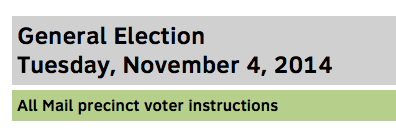 General Election
Tuesday, November 4, 2014
All Mail precinct voter instructions